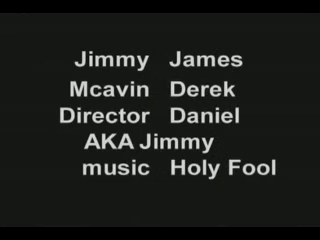 Jimmy James
Mcavin Derek
Director Daniel
AKA Jimmy
music Holy Fool